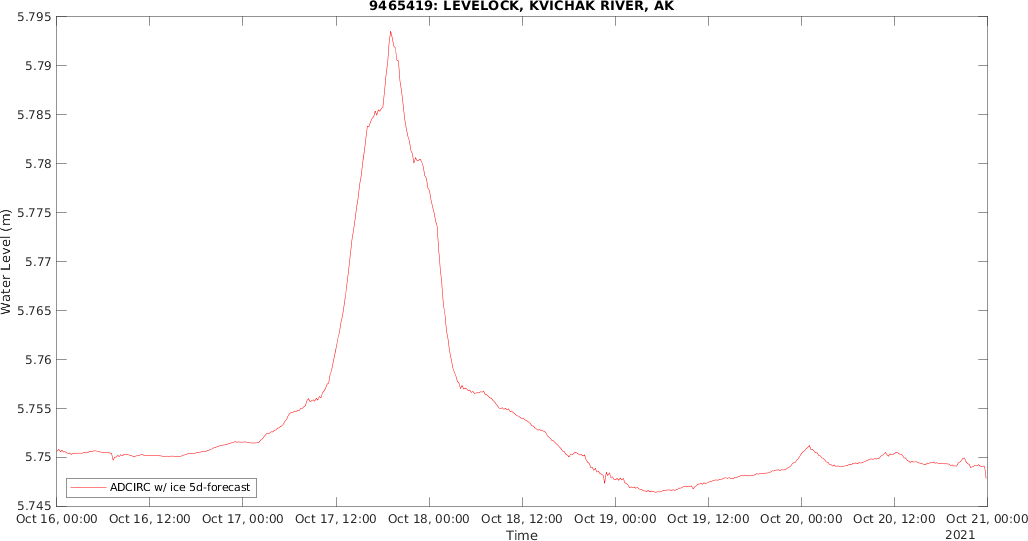 9465419: LEVELOCK, KVICHAK RIVER, AK
5.795
5.79
5.785
5.78
5.775
5.77
5.765
5.76
5.755
5.75
5.745
Water Level (m)
ADCIRC w/ ice 5d-forecast
Oct 16, 00:00 Oct 16, 12:00 Oct 17, 00:00 Oct 17, 12:00 Oct 18, 00:00 Oct 18, 12:00 Oct 19, 00:00 Oct 19, 12:00 Oct 20, 00:00 Oct 20, 12:00 Oct 21, 00:00
Time
2021